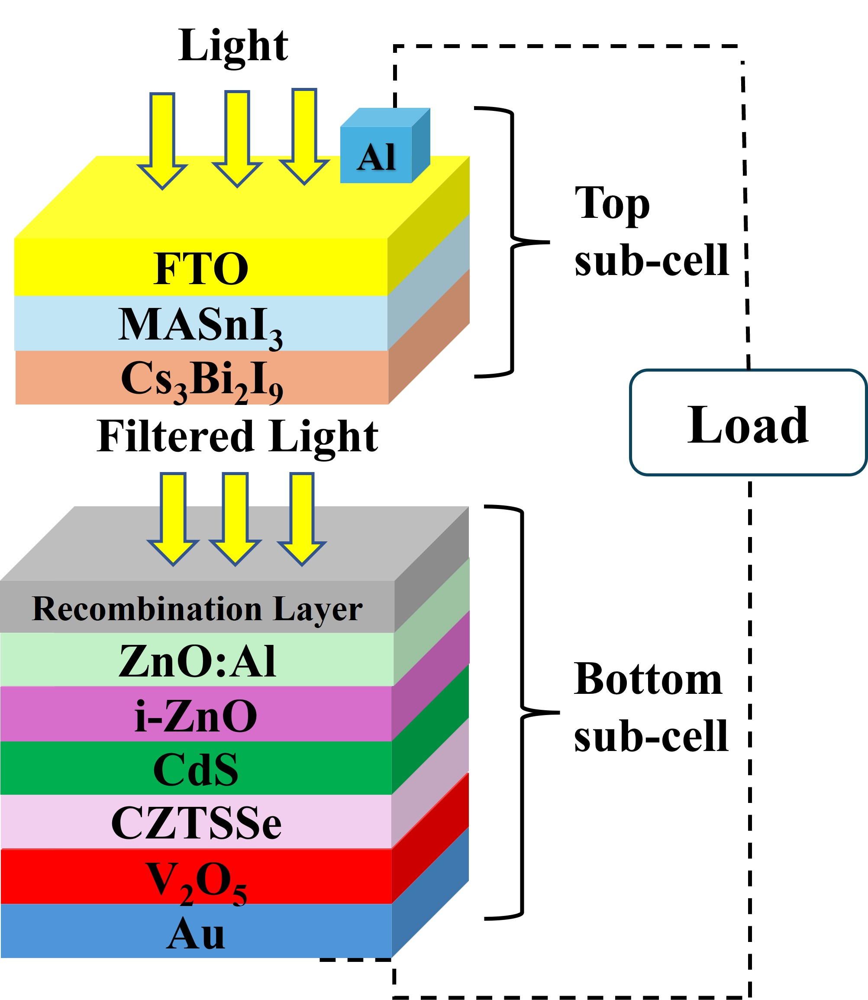 Light
Al
FTO
MASnI₃
Cs₃Bi₂I₉
Top
sub-cell
Filtered Light
Load
Recombination Layer
ZnO:Al
i-ZnO
CdS
CZTSSe
V₂O₅
Au
Bottom
sub-cell